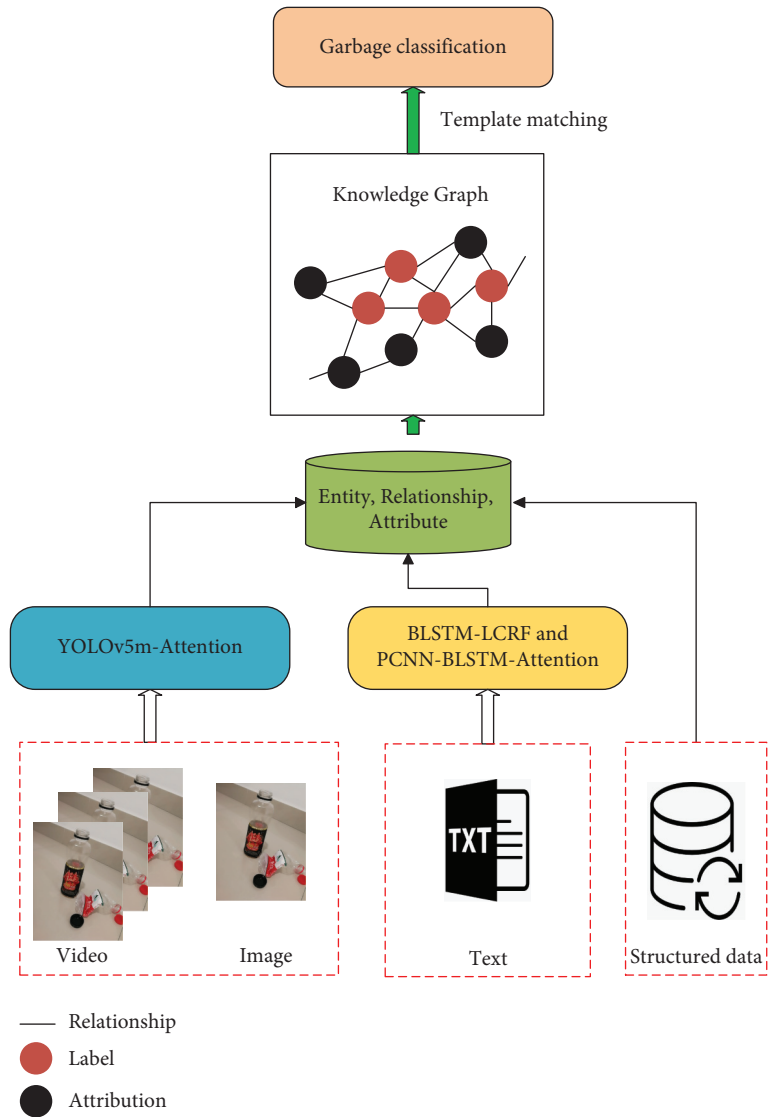 Garbage classification
Template matching
Knowledge Graph
Entity, Relationship,
Attribute
YOLOv5m-Attention
BLSTM-LCRF and
PCNN-BLSTM-Attention
TXT
Video
Image
Text
Structured data
Relationship
Label
Attribution